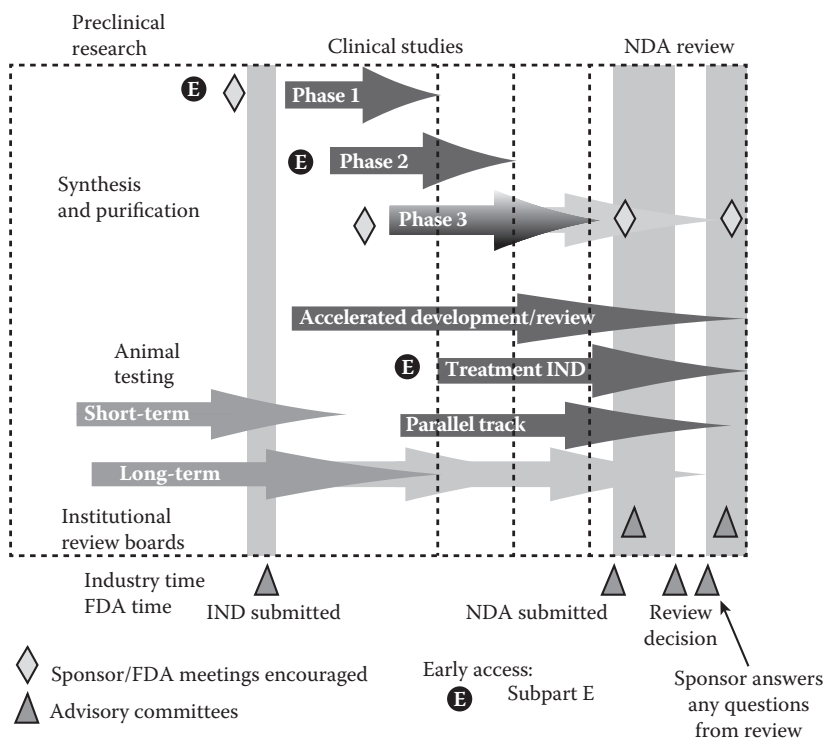 Preclinical
research
Clinical studies
NDA review
E
Phase 1
E
Phase 2
Synthesis
and purification
Phase 3
Accelerated development/review
Animal
testing
E
Treatment IND
Short-term
Parallel track
Long-term
Institutional
review boards
Industry time
FDA time
IND submitted
NDA submitted
Review
decision
Sponsor/FDA meetings encouraged
Advisory committees
Early access:
E
Subpart E
Sponsor answers
any questions
from review